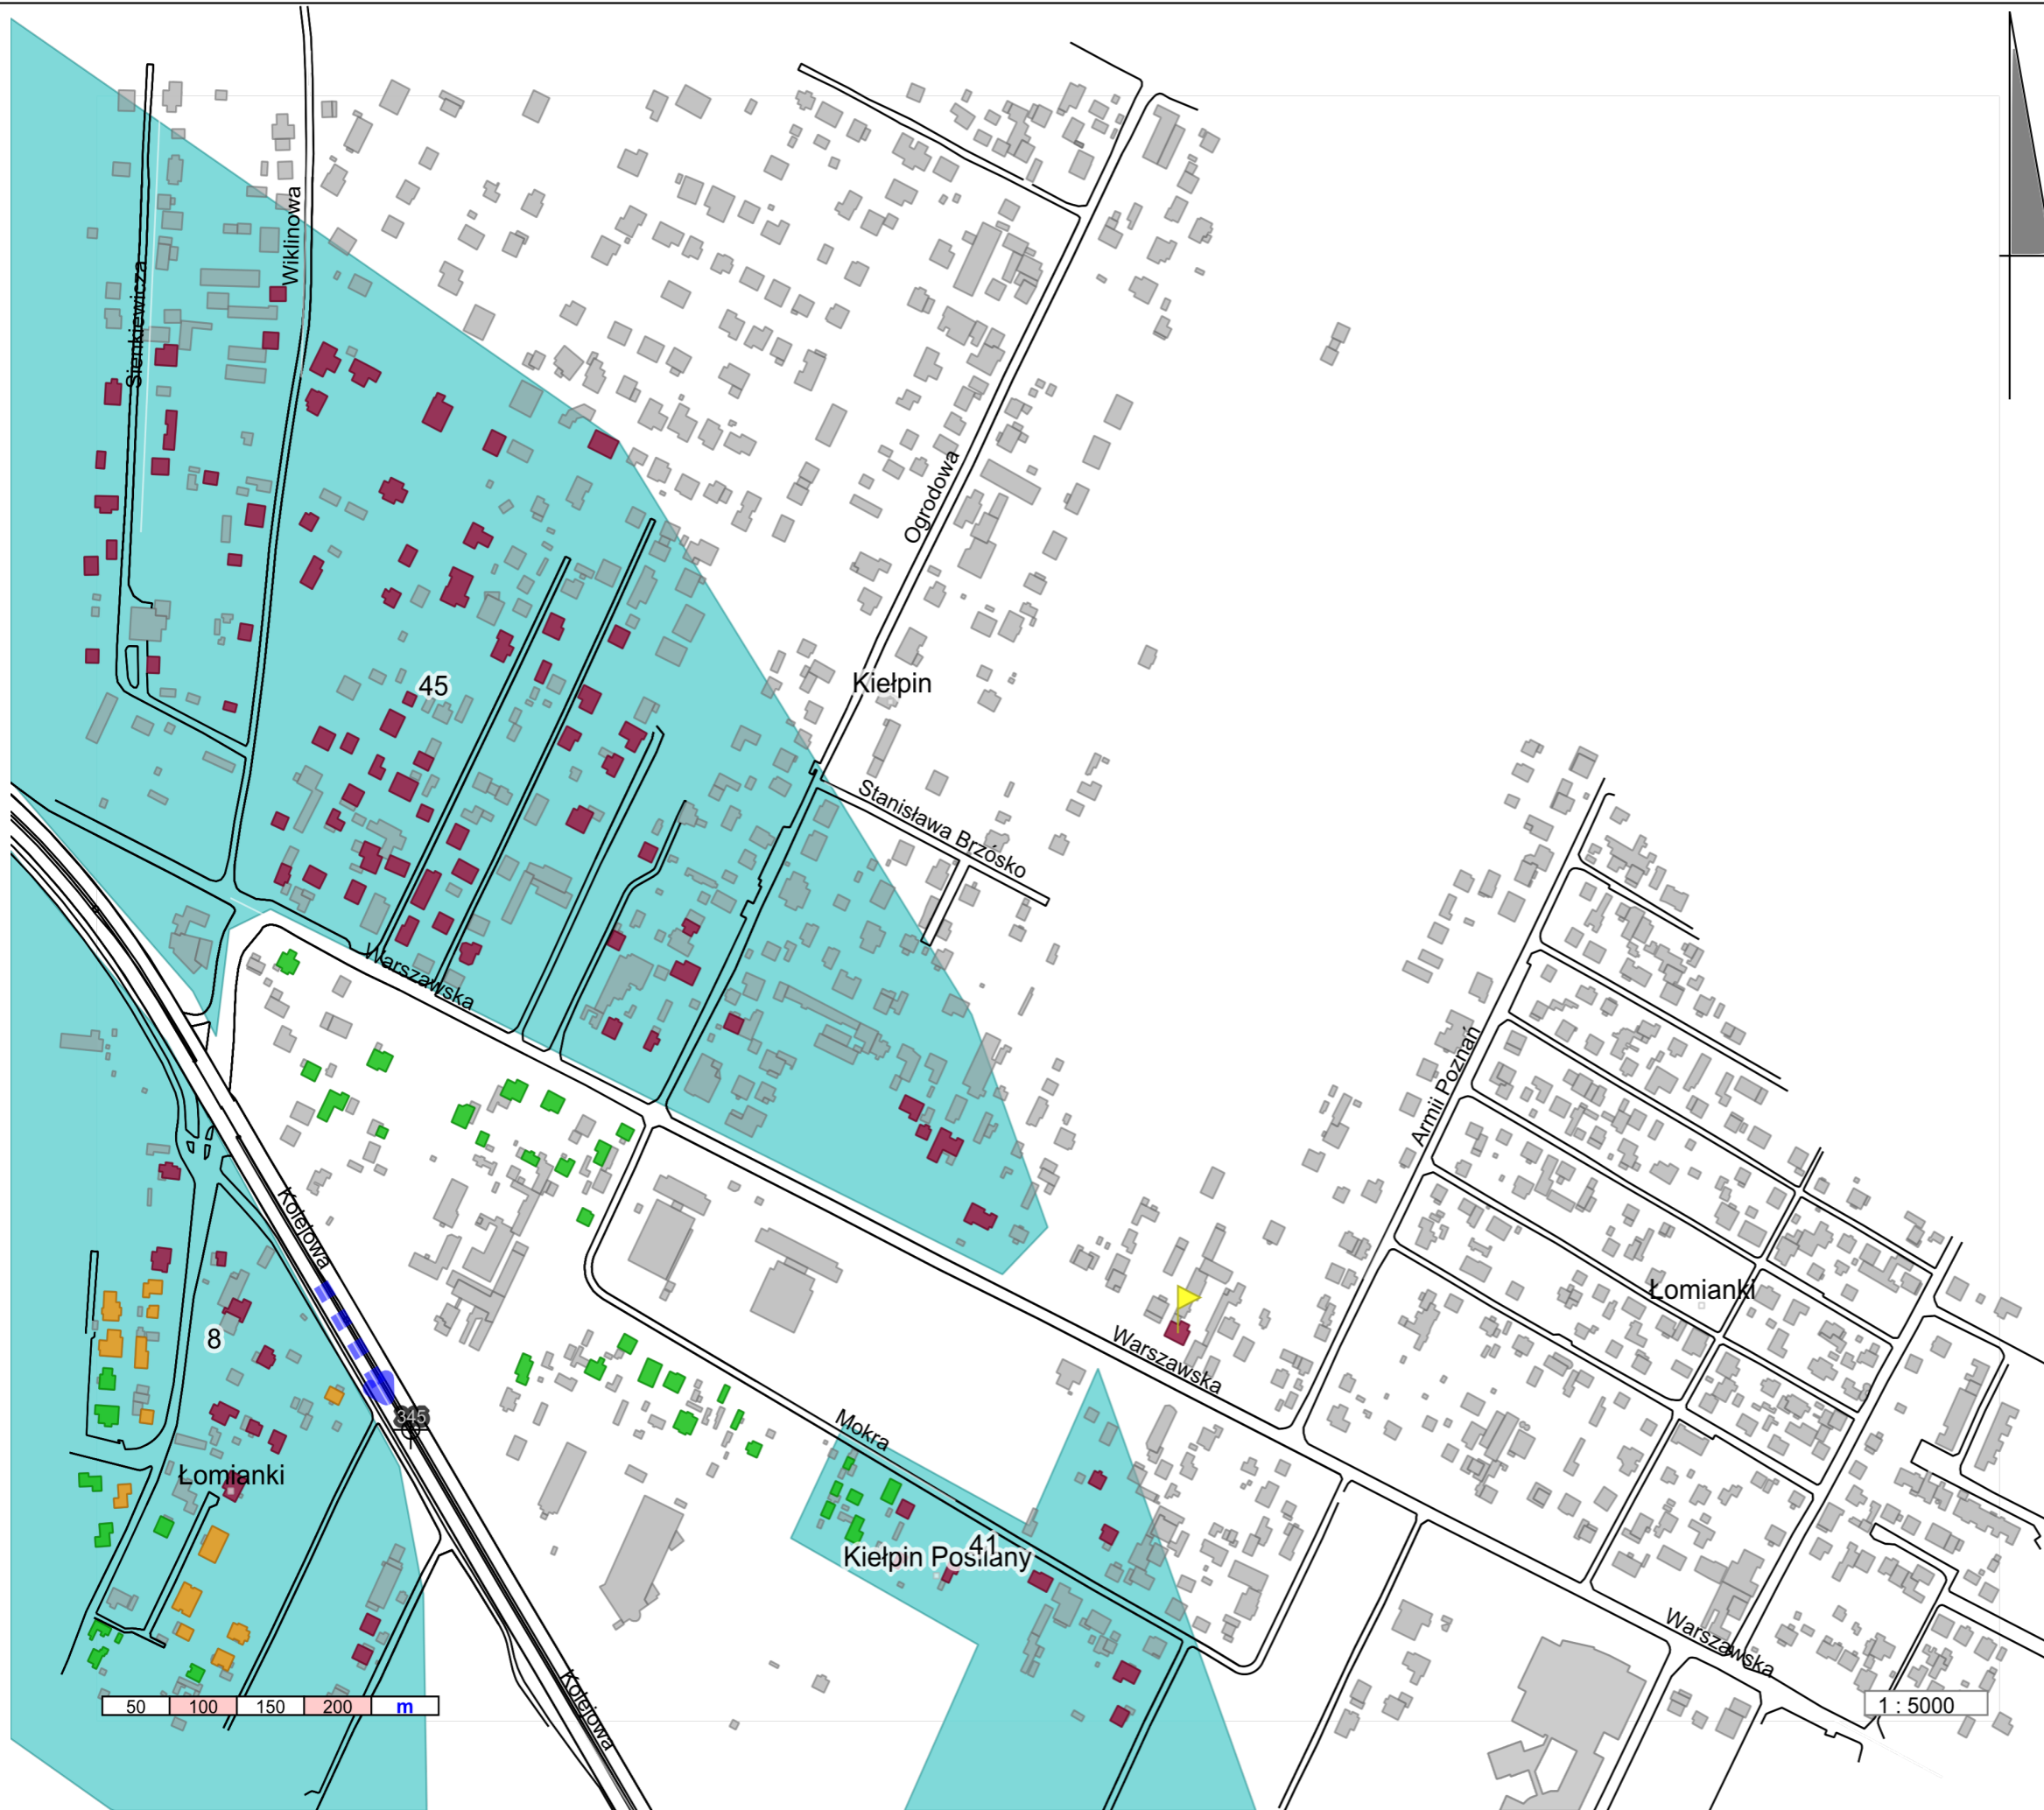 Wiklinowa
Sienkiewicza
Ogrodowa
45
Kiełpin
Stanisława Brzósko
Warszawska
Armii Poznań
Kolejowa
Łomianki
8
Warszawska
345
Mokra
Łomianki
41
Kiełpin Pośllany
Warszawska
Kolejowa
50 100 150 200 m
1 : 5000